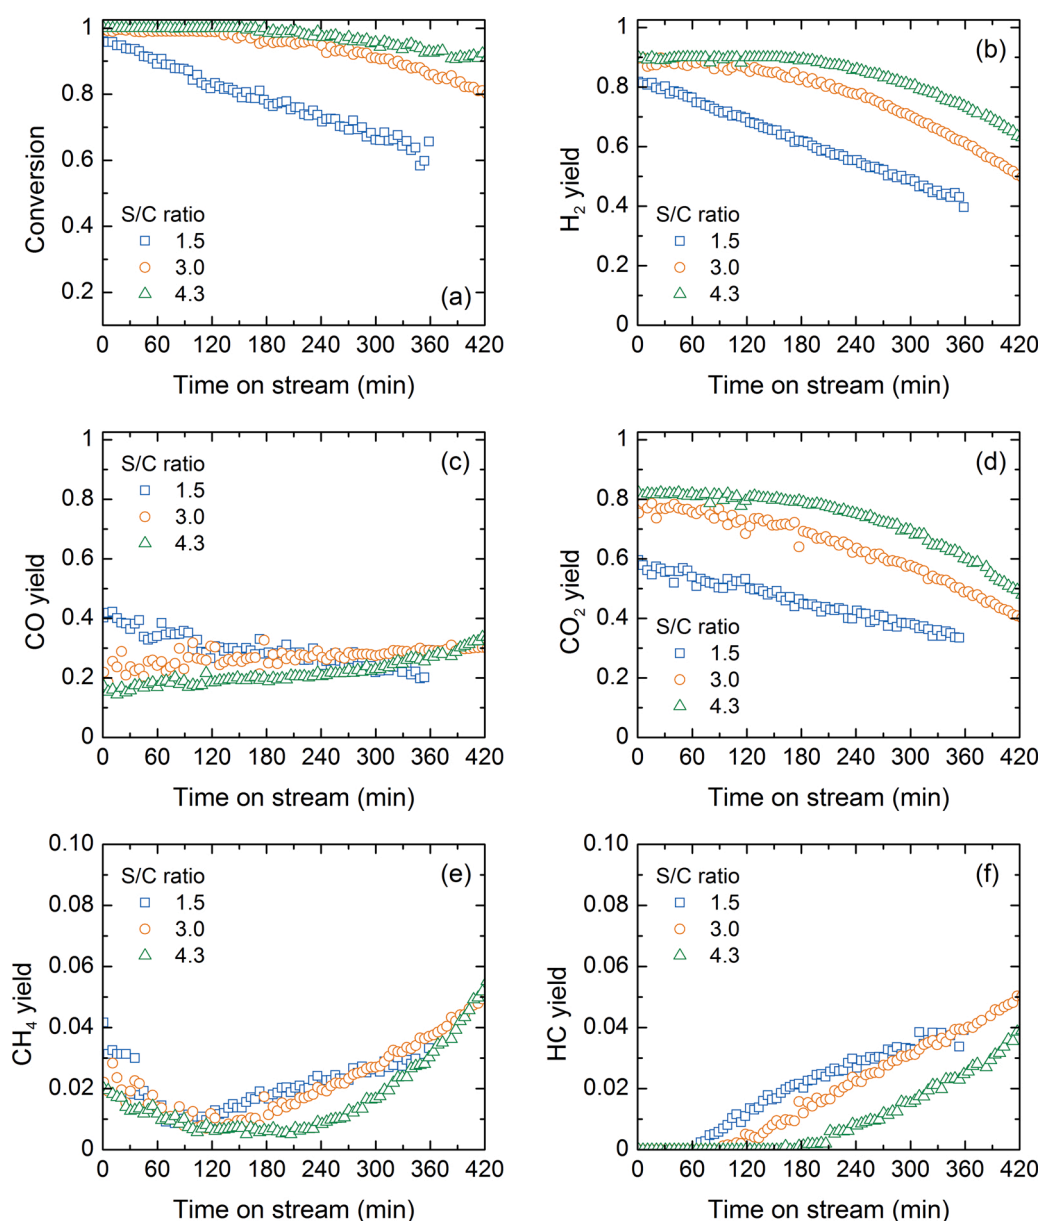 1
0.8
0.6
0.4
0.2
Conversion
S/C ratio
1.5
3.0
4.3
(a)
0 60 120 180 240 300 360 420
Time on stream (min)
1
0.8
0.6
0.4
0.2
0
H₂ yield
(b)
S/C ratio
1.5
3.0
4.3
0 60 120 180 240 300 360 420
Time on stream (min)
1
0.8
0.6
0.4
0.2
0
CO yield
S/C ratio
1.5
3.0
4.3
(c)
0 60 120 180 240 300 360 420
Time on stream (min)
1
0.8
0.6
0.4
0.2
0
CO₂ yield
(d)
S/C ratio
1.5
3.0
4.3
0 60 120 180 240 300 360 420
Time on stream (min)
0.10
0.08
0.06
0.04
0.02
0
CH₄ yield
S/C ratio
1.5
3.0
4.3
(e)
0 60 120 180 240 300 360 420
Time on stream (min)
0.10
0.08
0.06
0.04
0.02
0
HC yield
S/C ratio
1.5
3.0
4.3
(f)
0 60 120 180 240 300 360 420
Time on stream (min)